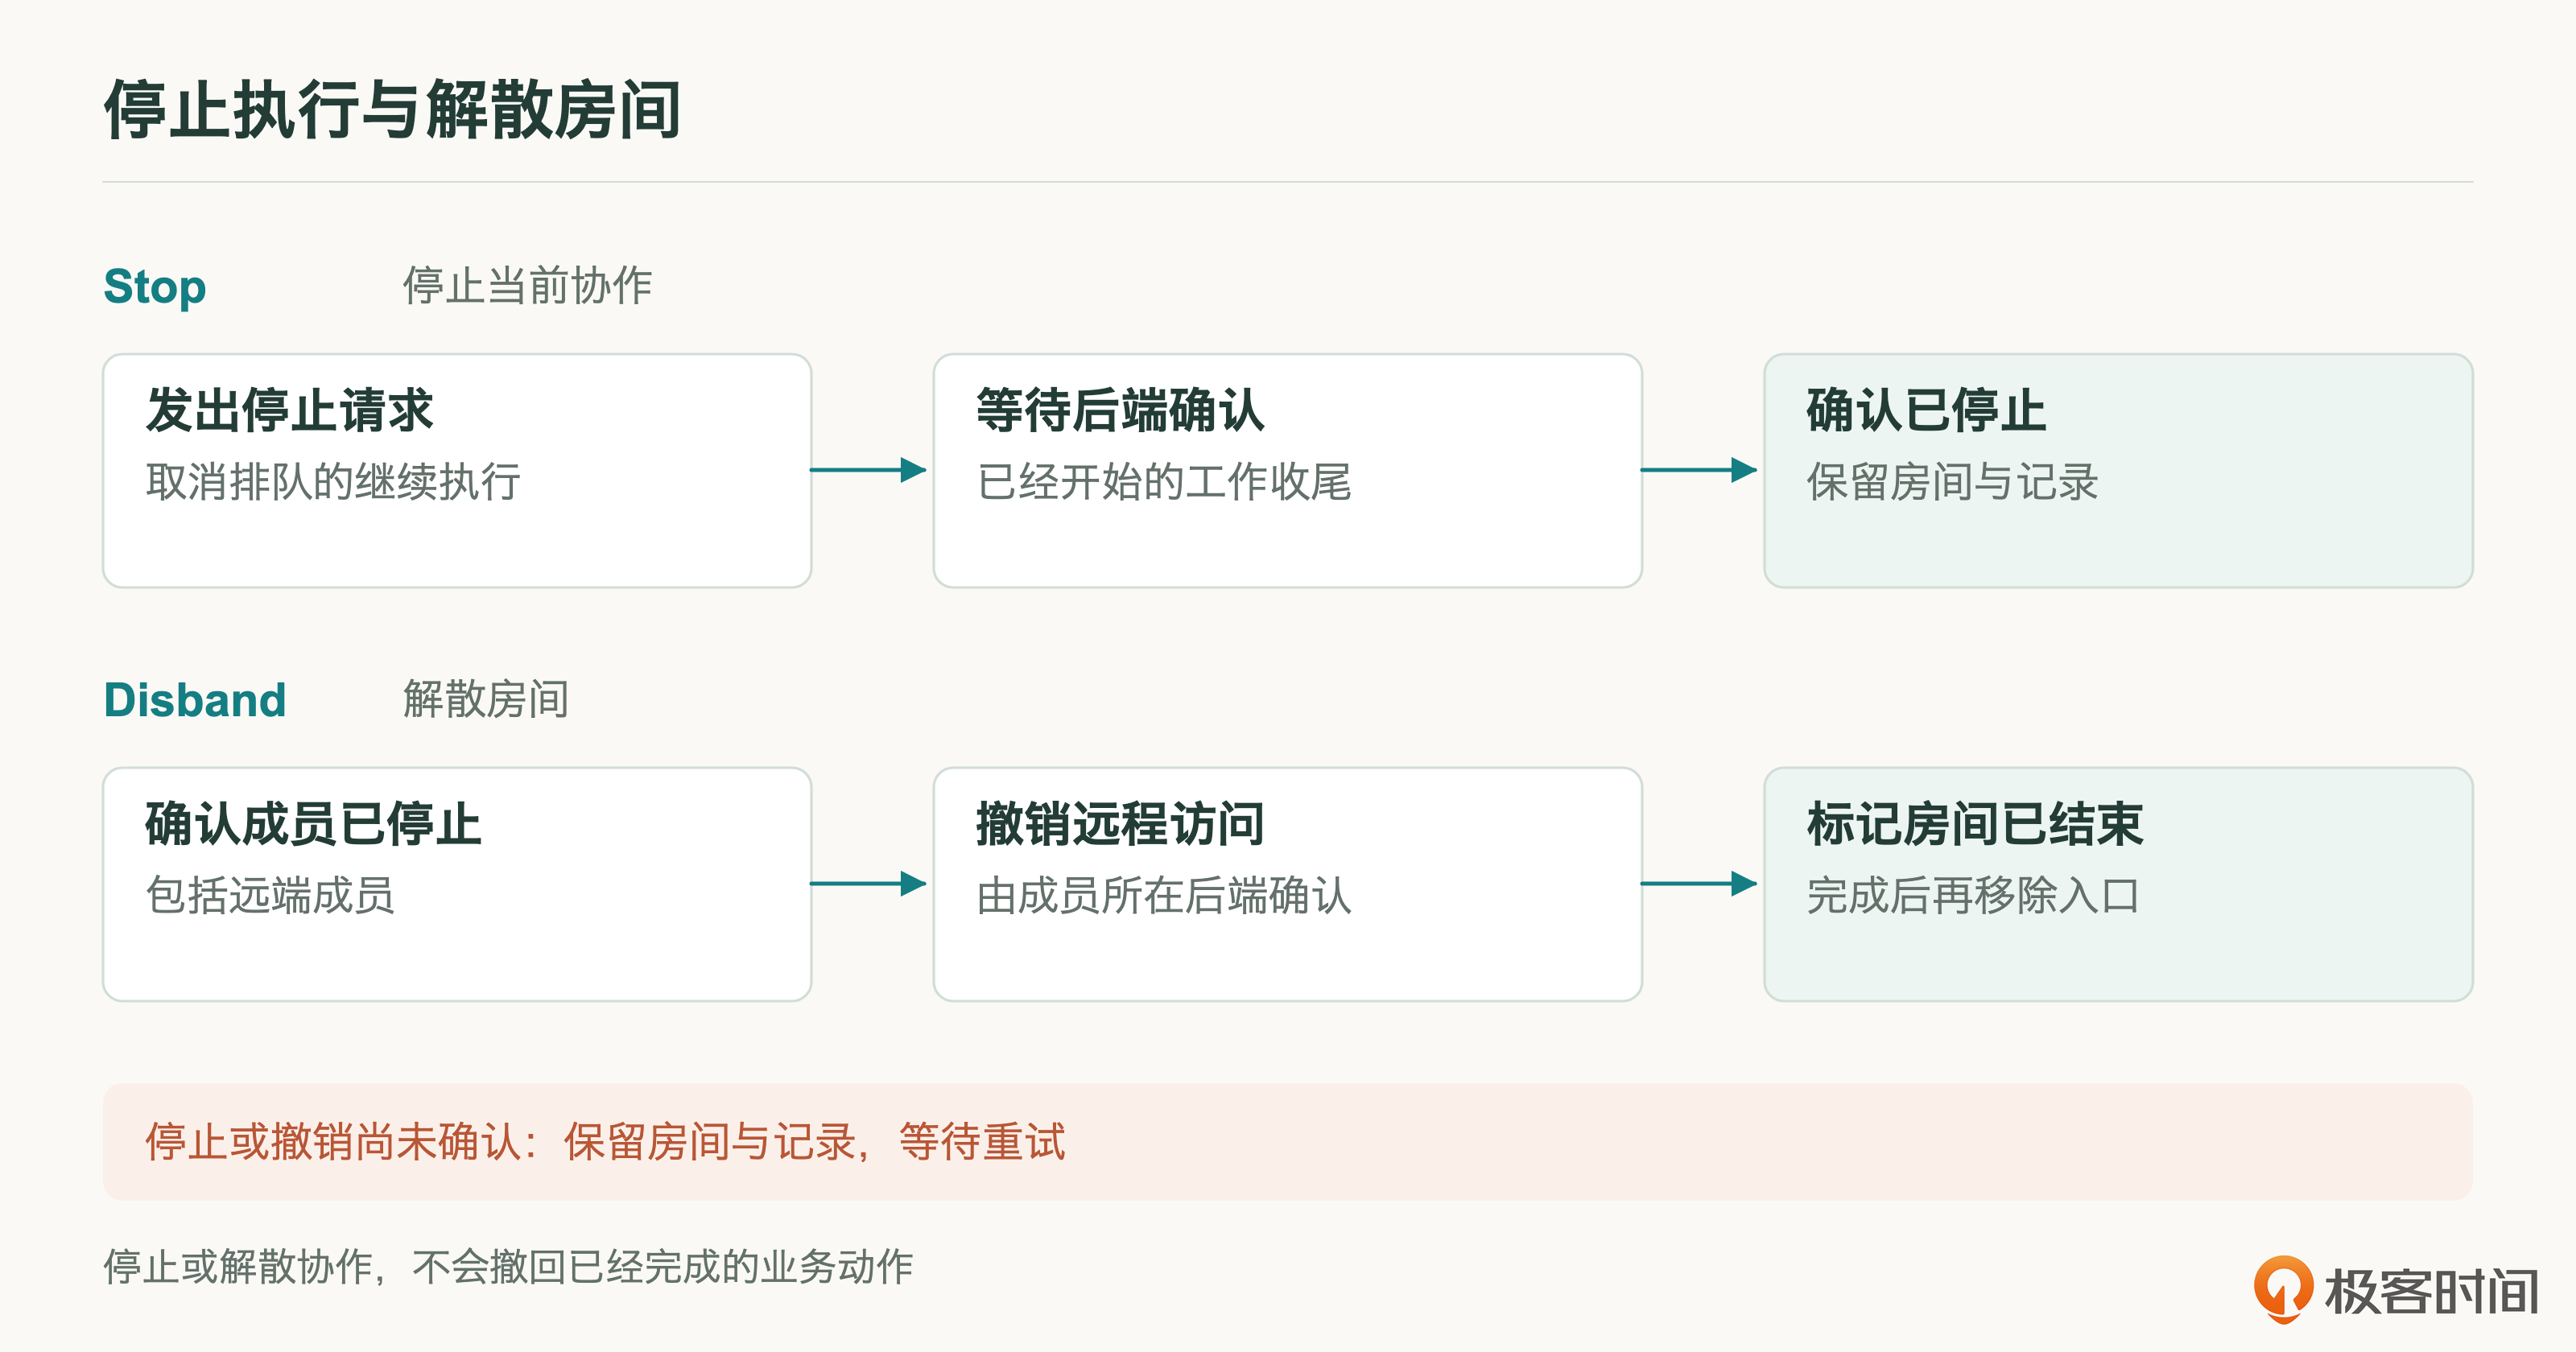 停止执行与解散房间
Stop 停止当前协作
发出停止请求
取消排队的继续执行
等待后端确认
已经开始的工作收尾
确认已停止
保留房间与记录
Disband 解散房间
确认成员已停止
包括远端成员
撤销远程访问
由成员所在后端确认
标记房间已结束
完成后再移除入口
停止或撤销尚未确认：保留房间与记录，等待重试
停止或解散协作，不会撤回已经完成的业务动作
极客时间